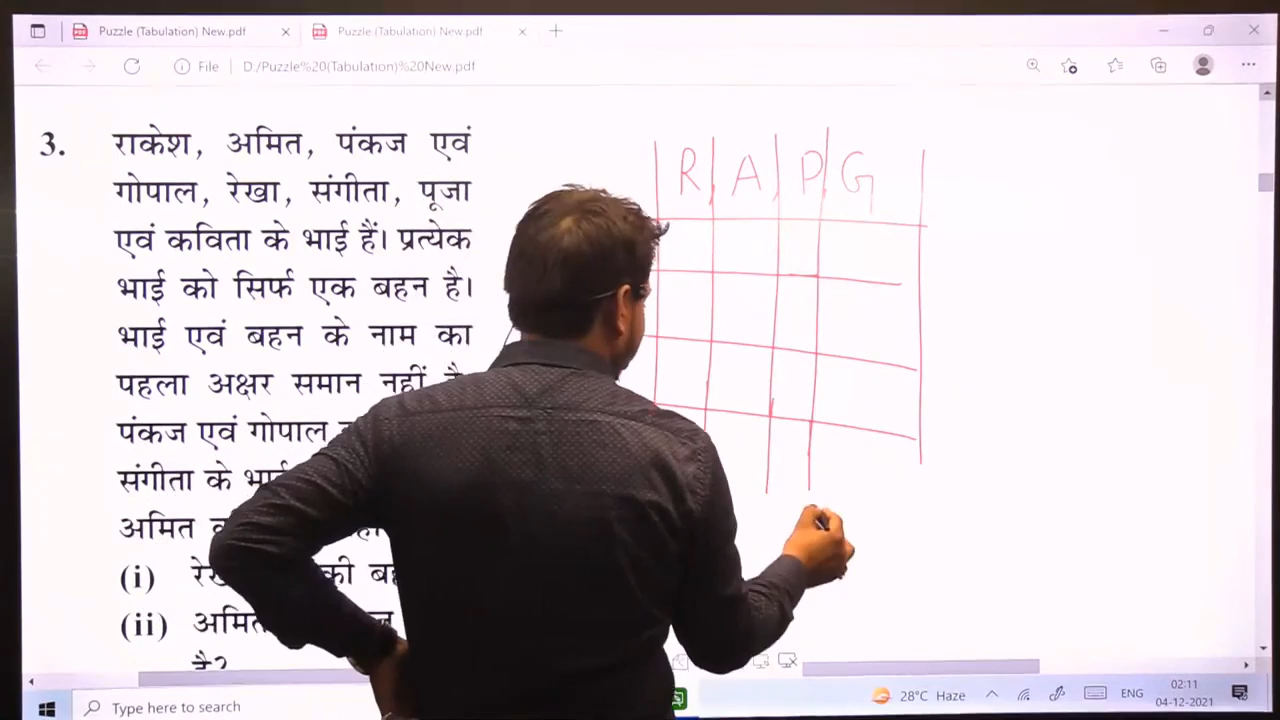 Puzzle (Tabulation) New.pdf
Puzzle (Tabulation) New.pdf
File D:/Puzzle%20(Tabulation)%20New.pdf
3. राकेश, अमित, पंकज एवं
गोपाल, रेखा, संगीता, पूजा
एवं कविता के भाई हैं। प्रत्येक
भाई को सिर्फ एक बहन है।
भाई एवं बहन के नाम का
पहला अक्षर समान नहीं
पंकज एवं गोपाल
संगीता के
अमित
(i) की
(ii)
है?
R A P G
Type here to search
28°C Haze
ENG
02:11
04-12-2021